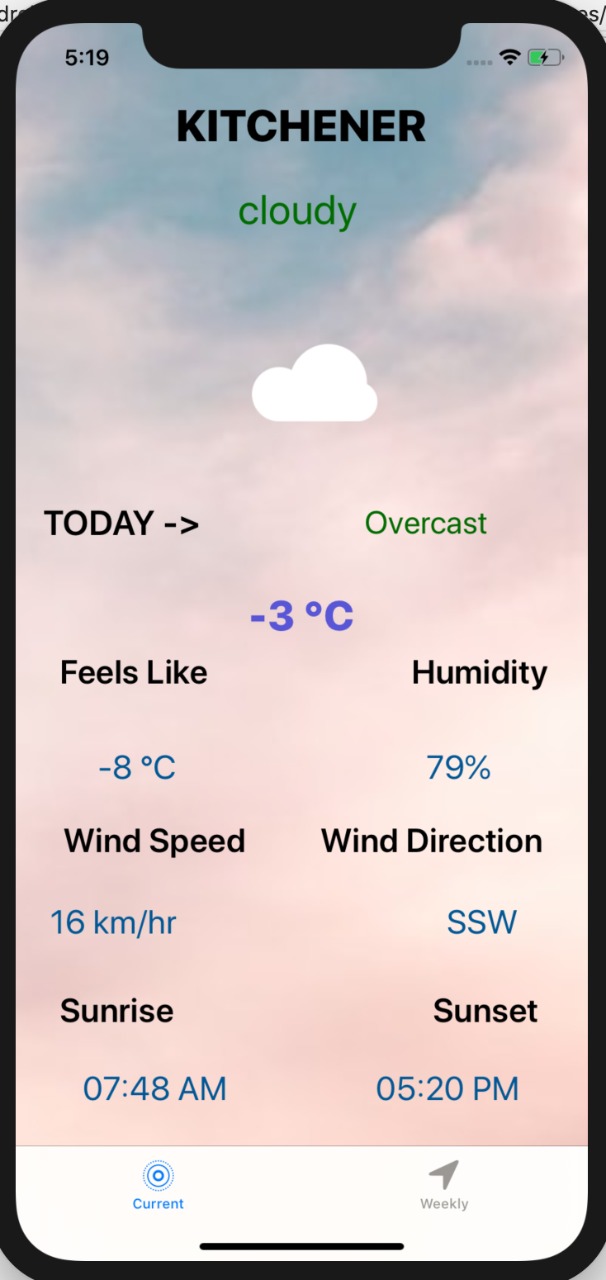 5:19
KITCHENER
cloudy
TODAY -> Overcast
-3 °C
Feels Like Humidity
-8 °C 79%
Wind Speed Wind Direction
16 km/hr SSW
Sunrise Sunset
07:48 AM 05:20 PM
Current Weekly